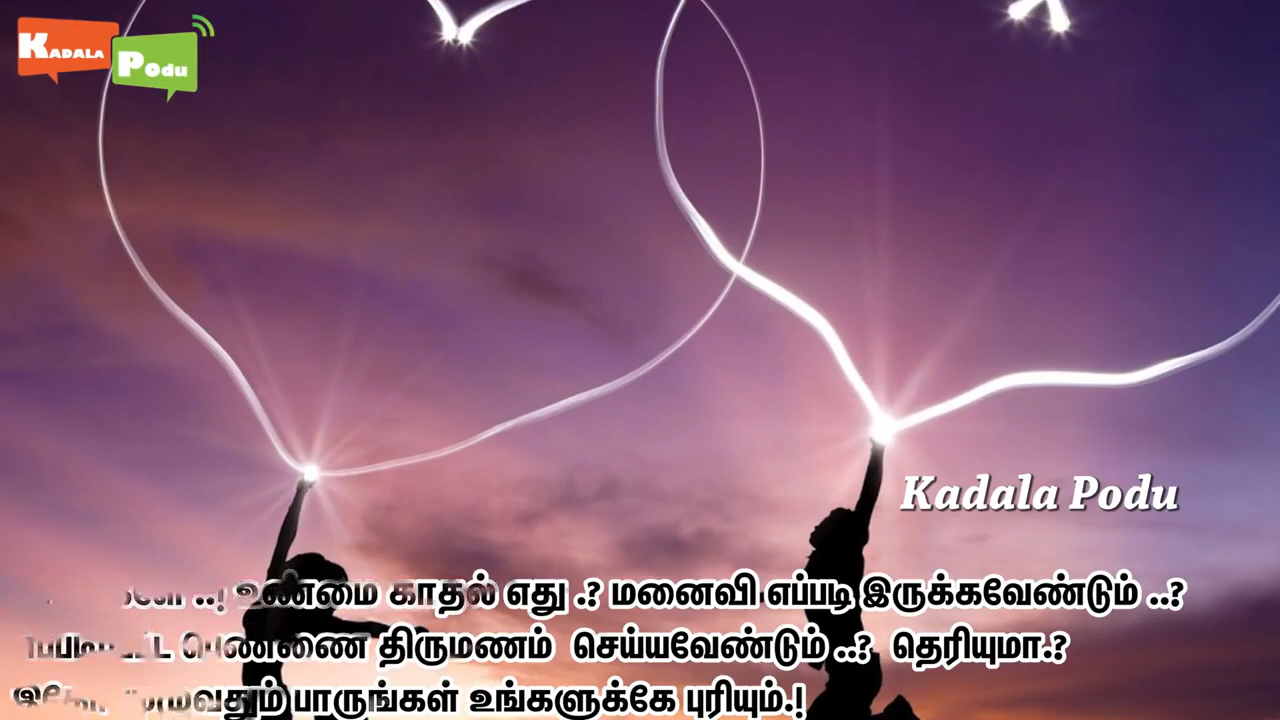 KADALA
PODU
Kadala Podu
..! உண்மை காதல் எது .? மனைவி எப்படி இருக்கவேண்டும் ..?
பெண்ணை திருமணம் செய்யவேண்டும் ..? தெரியுமா.?
பாருங்கள் உங்களுக்கே புரியும்.!